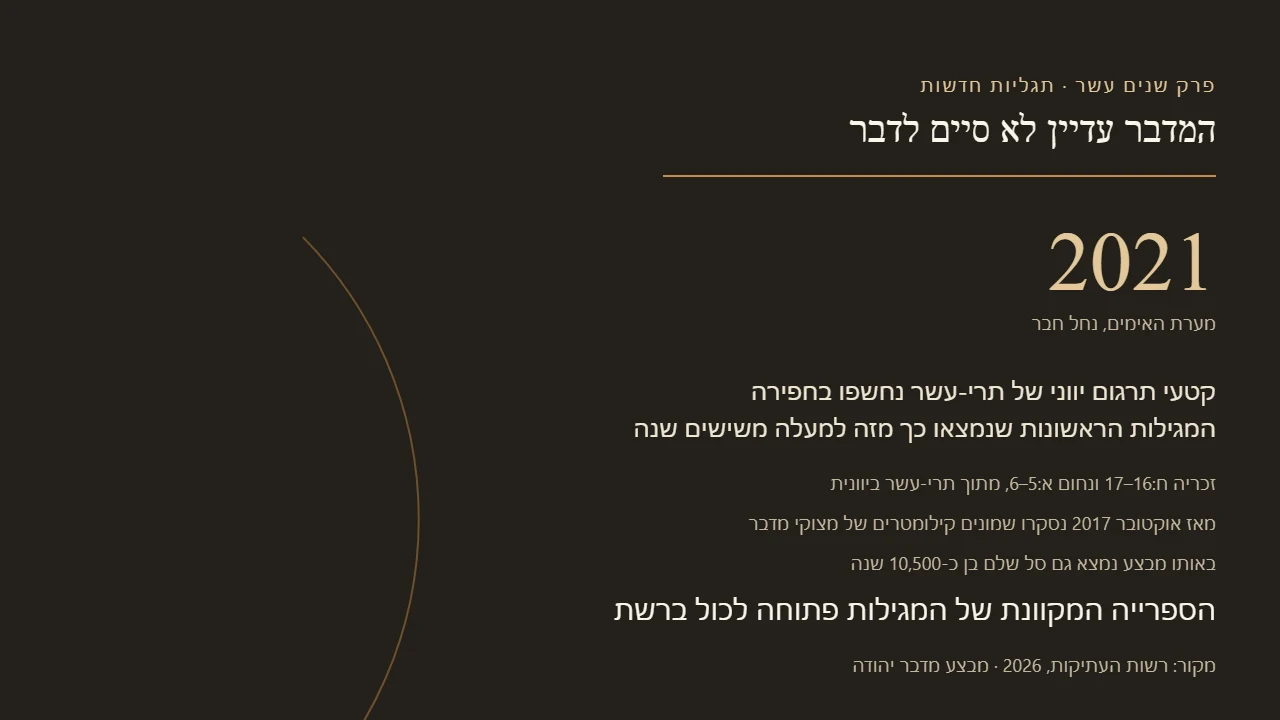 פרק שנים עשר · תגליות חדשות
המדבר עדיין לא סיים לדבר
2021
מערת האימים, נחל חבר
קטעי תרגום יווני של תרי-עשר נחשפו בחפירה
המגילות הראשונות שנמצאו כך מזה למעלה משישים שנה
זכריה ח:16–17 ונחום א:5–6, מתוך תרי-עשר ביוונית
מאז אוקטובר 2017 נסקרו שמונים קילומטרים של מצוקי מדבר
באותו מבצע נמצא גם סל שלם בן כ-10,500 שנה
הספרייה המקוונת של המגילות פתוחה לכול ברשת
מקור: רשות העתיקות, 2026 · מבצע מדבר יהודה